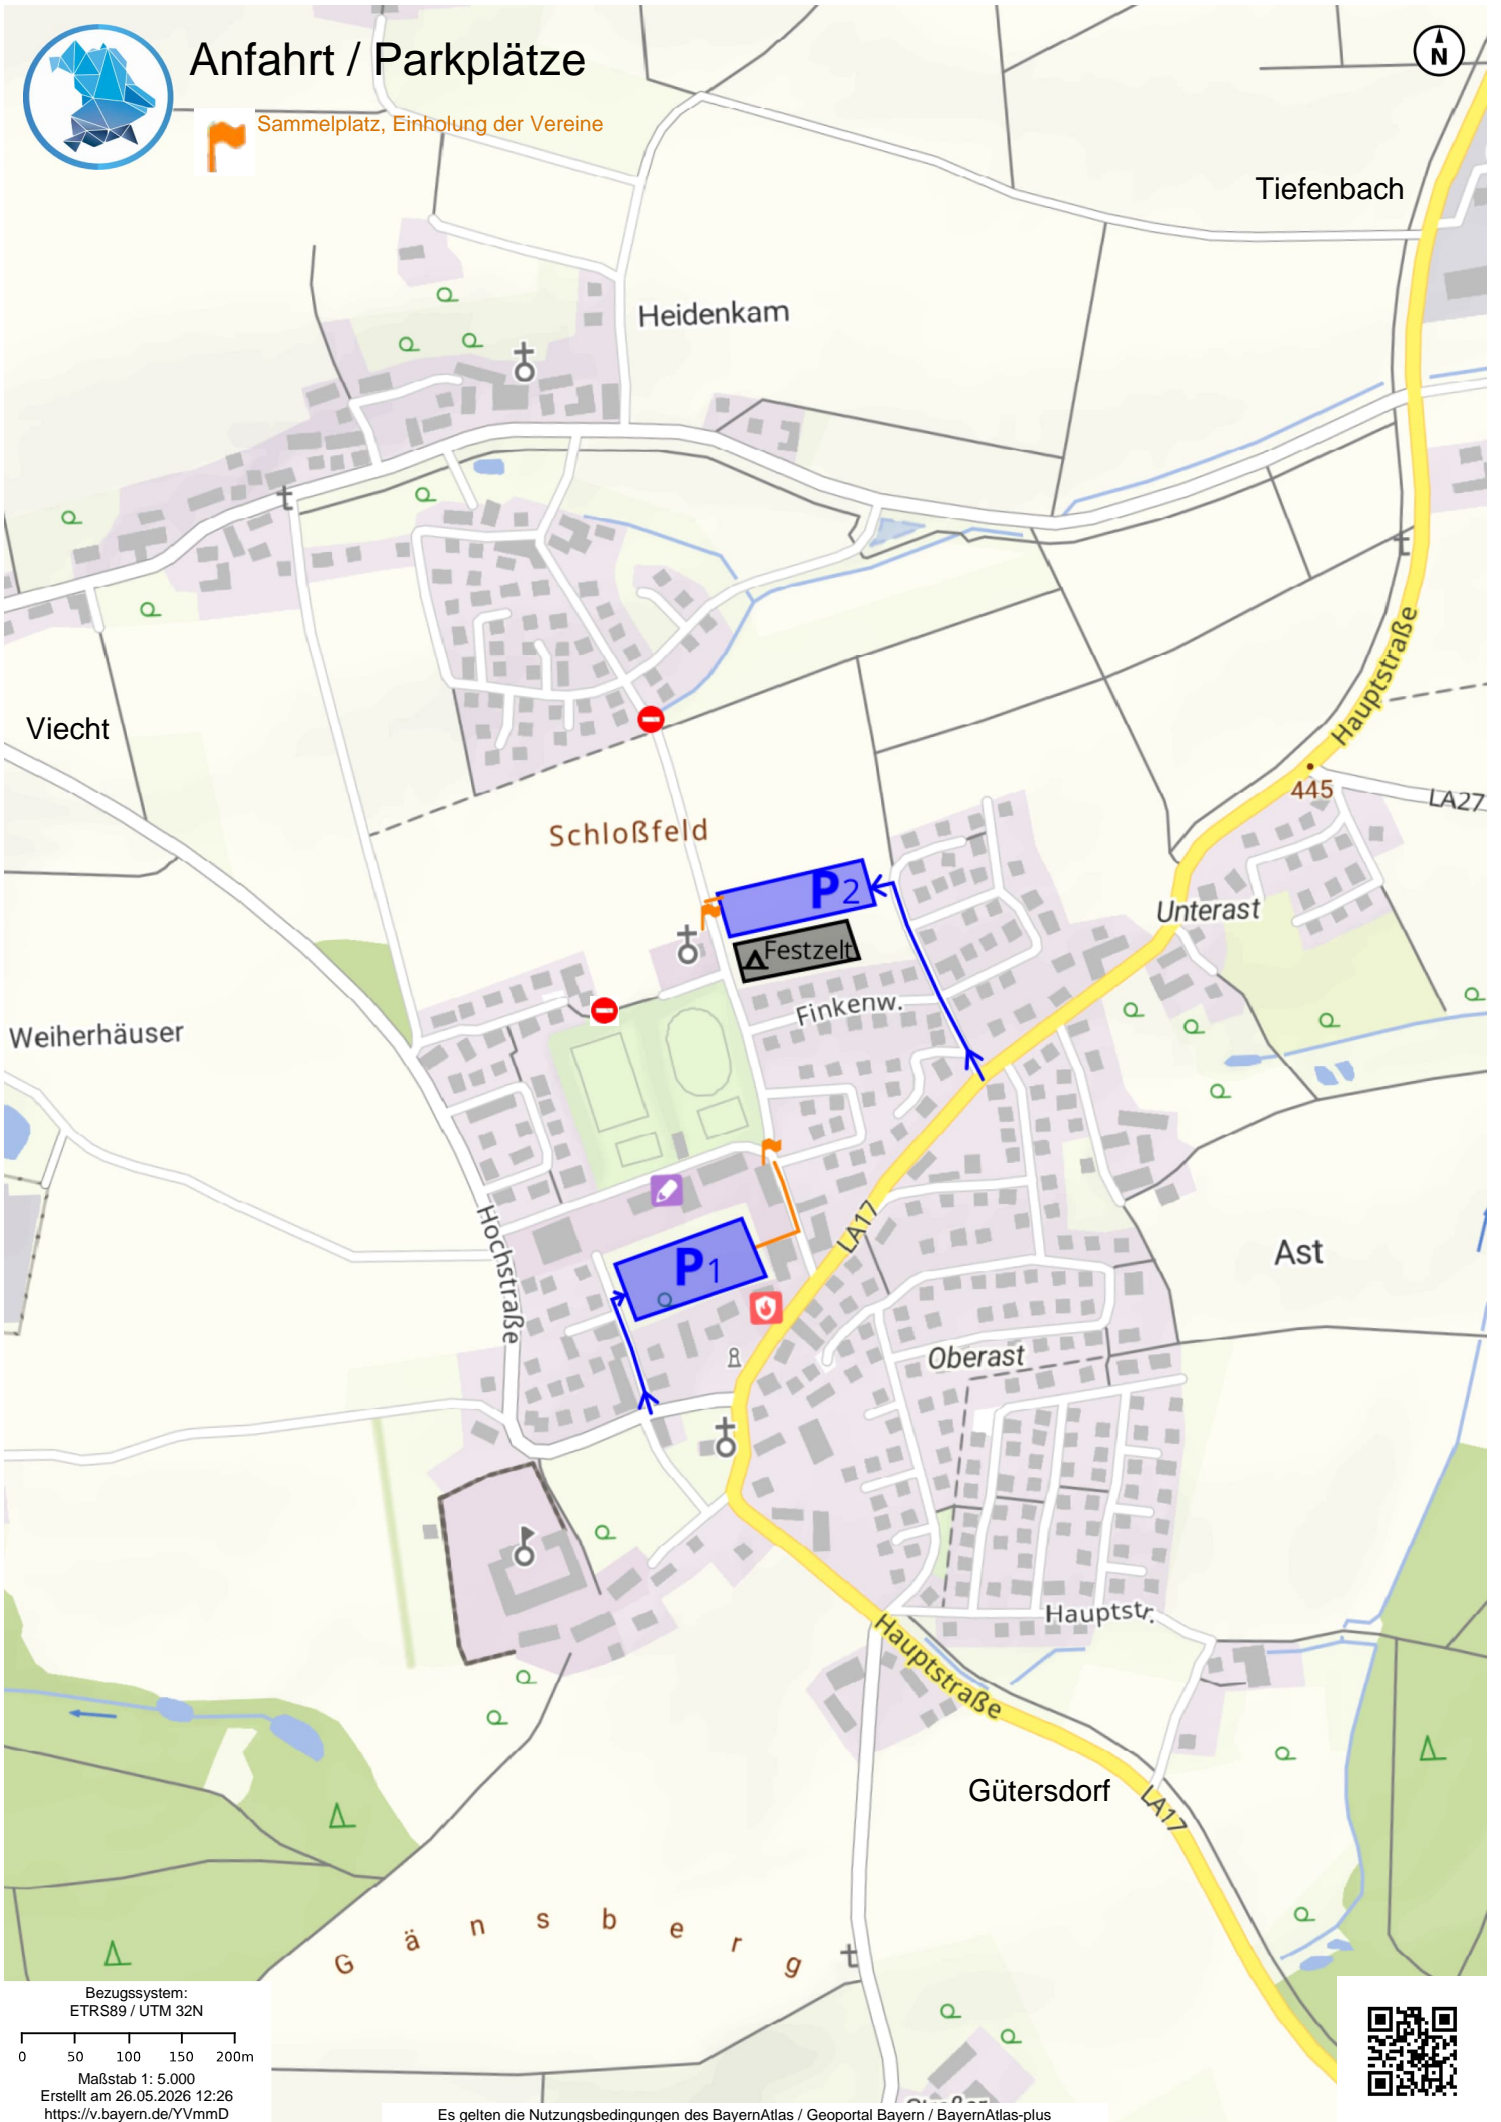 Anfahrt / Parkplätze
N
Sammelplatz, Einholung der Vereine
Tiefenbach
Heidenkam
Hauptstraße
Viecht
445
LA27
Schloßfeld
P2
Unterast
Festzelt
Finkenw.
Weiherhäuser
Hochstraße
LA17
Ast
P1
Oberast
Hauptstr.
Hauptstraße
Gütersdorf
LA17
Gänsberg
Bezugssystem:
ETRS89 / UTM 32N
0 50 100 150 200m
Maßstab 1: 5.000
Erstellt am 26.05.2026 12:26
https://v.bayern.de/YVmmD
Es gelten die Nutzungsbedingungen des BayernAtlas / Geoportal Bayern / BayernAtlas-plus